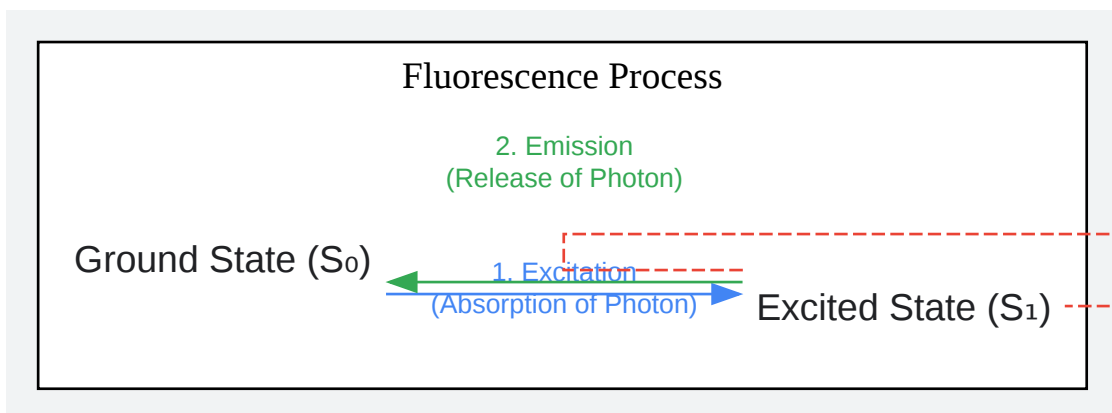 Fluorescence Process
2. Emission
(Release of Photon)
Ground State (S₀)
1. Excitation
(Absorption of Photon)
Excited State (S₁)